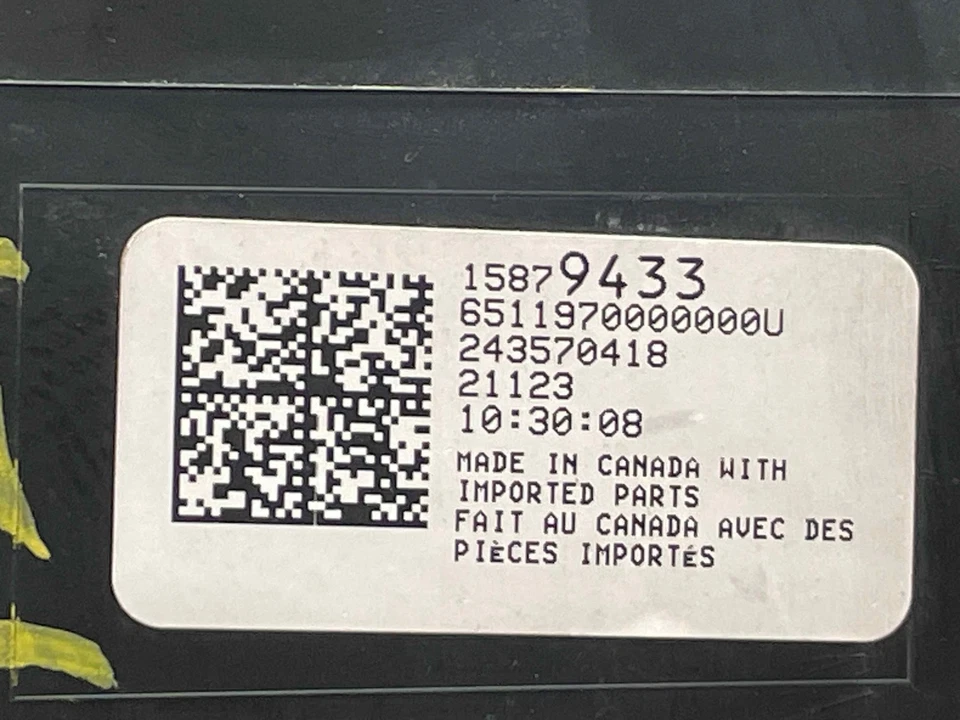 15879433
6511970000000U
243570418
21123
10:30:08
MADE IN CANADA WITH
IMPORTED PARTS
FAIT AU CANADA AVEC DES
PIÈCES IMPORTÉS